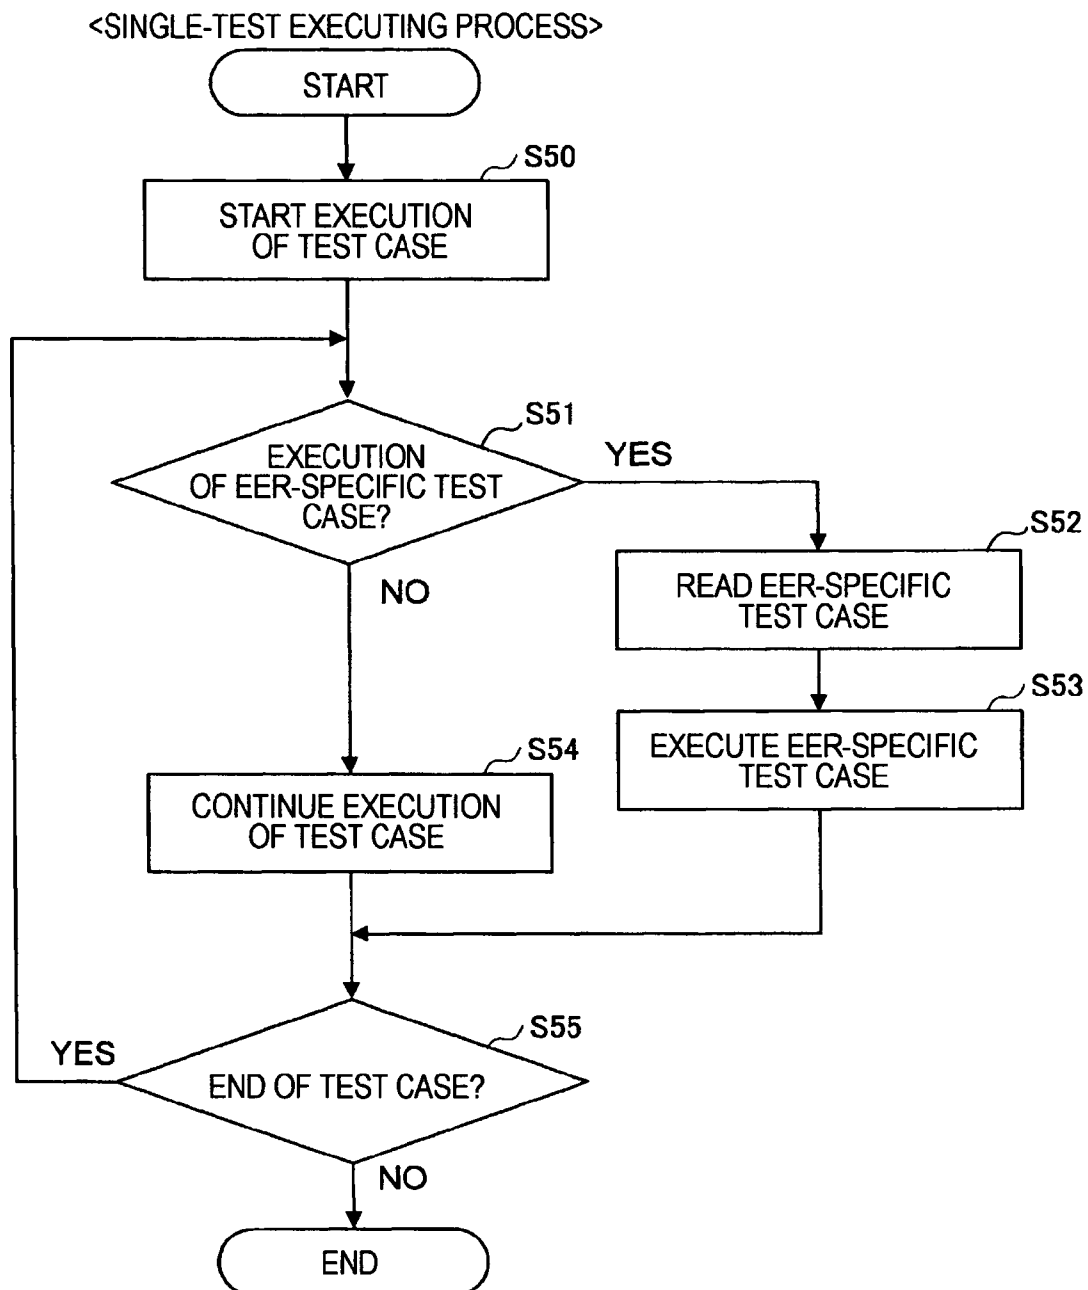 <SINGLE-TEST EXECUTING PROCESS>
START
S50
START EXECUTION
OF TEST CASE
S51
EXECUTION
OF EER-SPECIFIC TEST
CASE?
YES
NO
S52
READ EER-SPECIFIC
TEST CASE
S53
EXECUTE EER-SPECIFIC
TEST CASE
S54
CONTINUE EXECUTION
OF TEST CASE
S55
YES
END OF TEST CASE?
NO
END